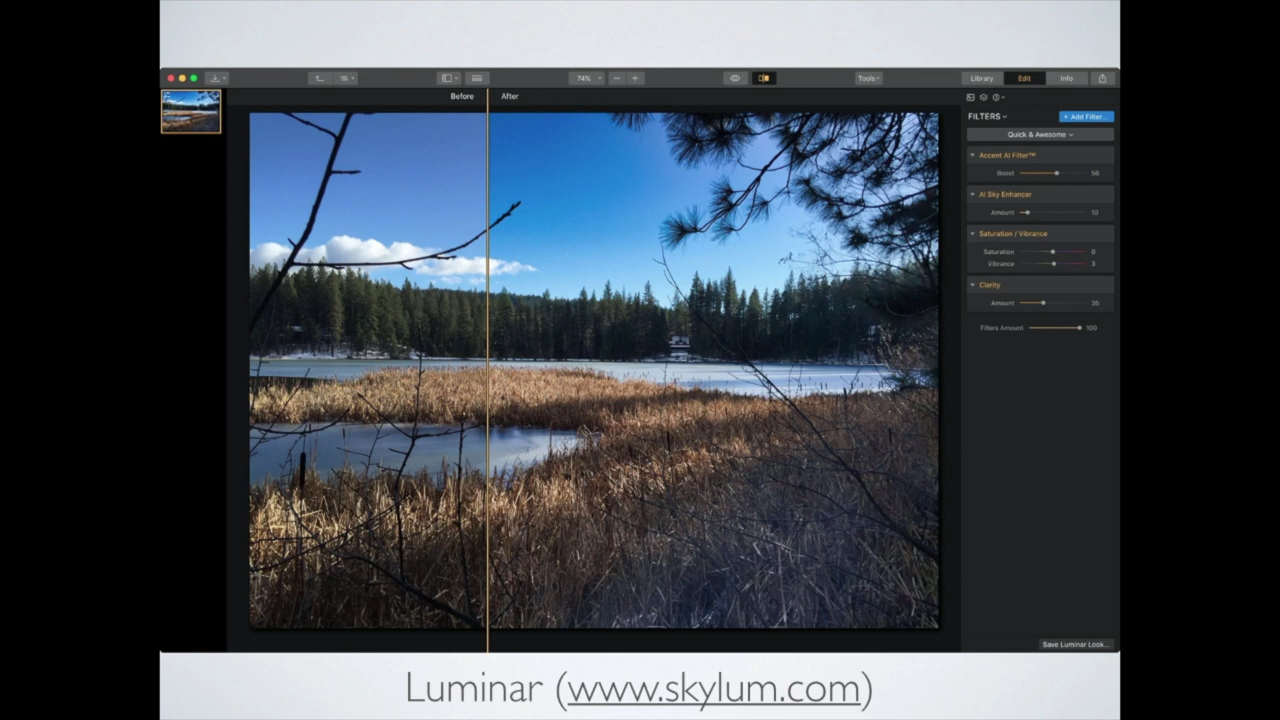 74%
Tools
Library
Edit
Info
Before
After
FILTERS
+ Add Filter...
Quick & Awesome
Accent AI Filter™
Boost 56
AI Sky Enhancer
Amount 10
Saturation / Vibrance
Saturation 0
Vibrance 3
Clarity
Amount 35
Filters Amount 100
Save Luminar Look...
Luminar (www.skylum.com)